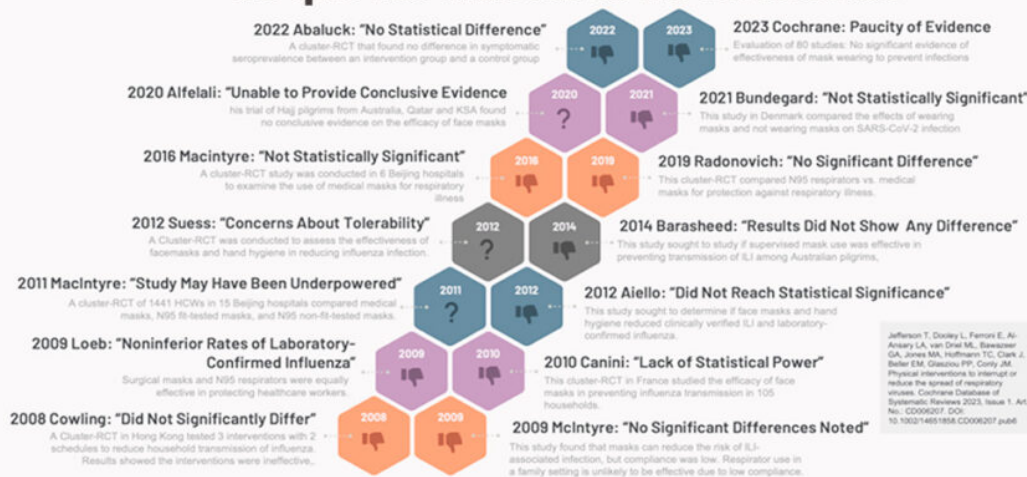 2022 Abaluck: "No Statistical Difference"
A cluster-RCT that found no difference in symptomatic
seroprevalence between an intervention group and a control group
2022
2023
2023 Cochrane: Paucity of Evidence
Evaluation of 80 studies: No significant evidence of
effectiveness of mask wearing to prevent infections
2020 Alfelali: "Unable to Provide Conclusive Evidence
his trial of Hajj pilgrims from Australia, Qatar and KSA found
no conclusive evidence on the efficacy of face masks
2020
?
2021
2021 Bundegard: "Not Statistically Significant"
This study in Denmark compared the effects of wearing
masks and not wearing masks on SARS-CoV-2 infection
2016 Macintyre: "Not Statistically Significant"
A cluster-RCT study was conducted in 6 Beijing hospitals
to examine the use of medical masks for respiratory
illness
2016
2019
2019 Radonovich: "No Significant Difference"
This cluster-RCT compared N95 respirators vs. medical
masks for protection against respiratory illness.
2012 Suess: "Concerns About Tolerability"
A Cluster-RCT was conducted to assess the effectiveness of
facemasks and hand hygiene in reducing influenza infection.
2012
?
2014
2014 Barasheed: "Results Did Not Show Any Difference"
This study sought to study if supervised mask use was effective in
preventing transmission of ILI among Australian pilgrims,
2011 MacIntyre: "Study May Have Been Underpowered"
A cluster-RCT of 1441 HCWs in 15 Beijing hospitals compared medical
masks, N95 fit-tested masks, and N95 non-fit-tested masks.
2011
?
2012
2012 Aiello: "Did Not Reach Statistical Significance"
This study sought to determine if face masks and hand
hygiene reduced clinically verified ILI and laboratory-
confirmed influenza.
2009 Loeb: "Noninferior Rates of Laboratory-
Confirmed Influenza"
Surgical masks and N95 respirators were equally
effective in protecting healthcare workers.
2009
2010
2010 Canini: "Lack of Statistical Power"
This cluster-RCT in France studied the efficacy of face
masks in preventing influenza transmission in 105
households.
2008 Cowling: "Did Not Significantly Differ"
A Cluster-RCT in Hong Kong tested 3 interventions with 2
schedules to reduce household transmission of influenza.
Results showed the interventions were ineffective,.
2008
2009
2009 McIntyre: "No Significant Differences Noted"
This study found that masks can reduce the risk of ILI-
associated infection, but compliance was low. Respirator use in
a family setting is unlikely to be effective due to low compliance.
Jefferson T, Dooley L, Ferroni E, Al-
Ansary LA, van Driel ML, Bawazeer
GA, Jones MA, Hoffmann TC, Clark J,
Beller EM, Glasziou PP, Conly JM.
Physical interventions to interrupt or
reduce the spread of respiratory
viruses. Cochrane Database of
Systematic Reviews 2023, Issue 1. Art.
No.: CD006207. DOI:
10.1002/14651858.CD006207.pub6